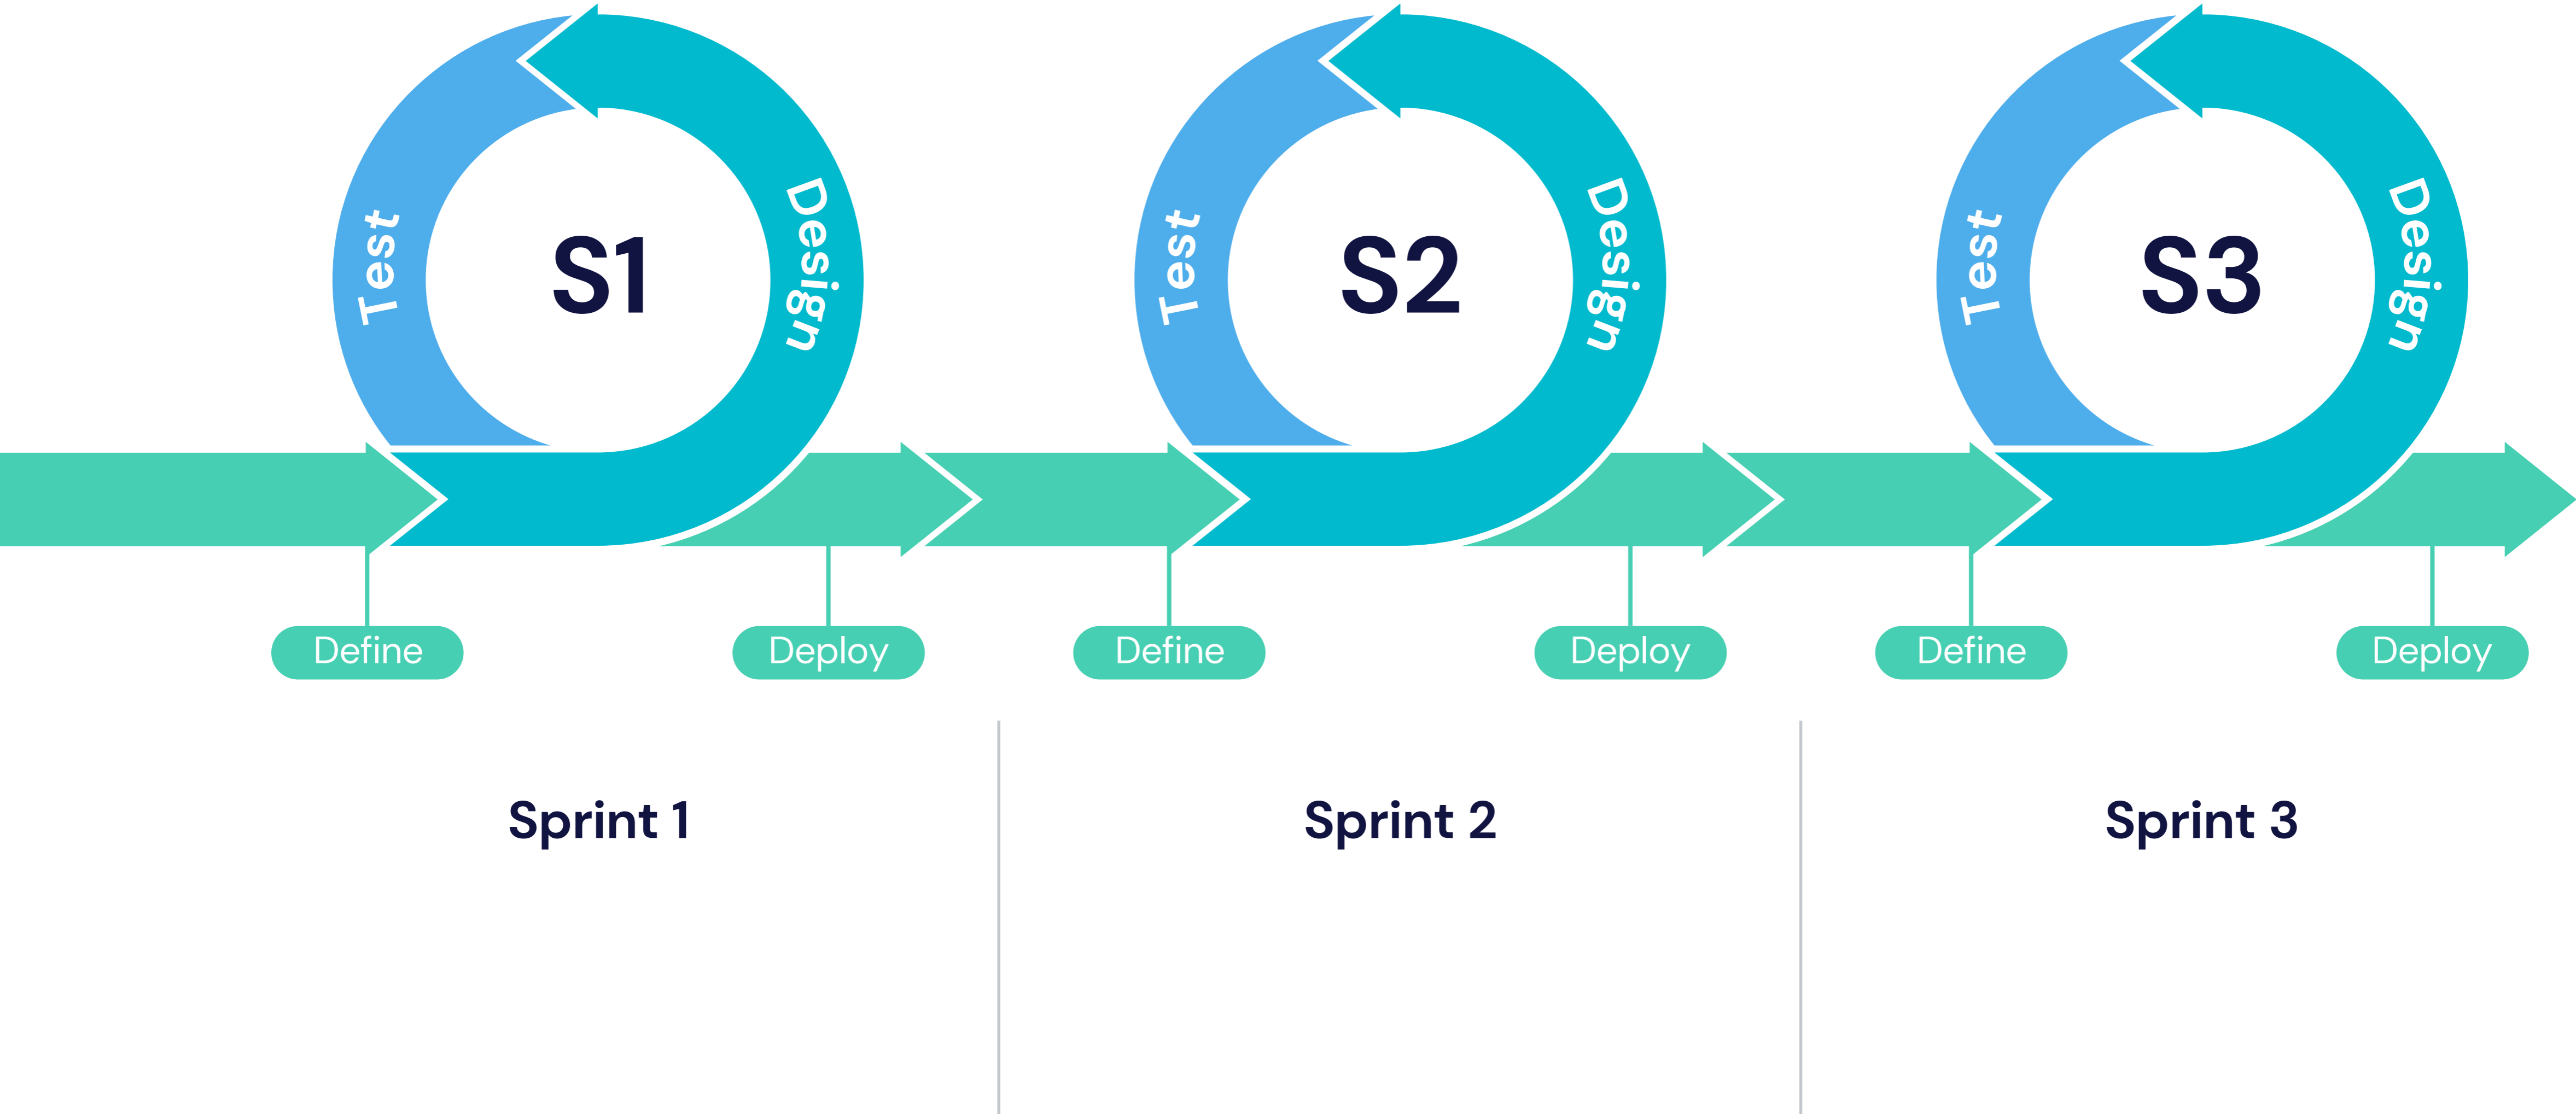 Test
S1
Design
Test
S2
Design
Test
S3
Design
Define
Deploy
Define
Deploy
Define
Deploy
Sprint 1
Sprint 2
Sprint 3